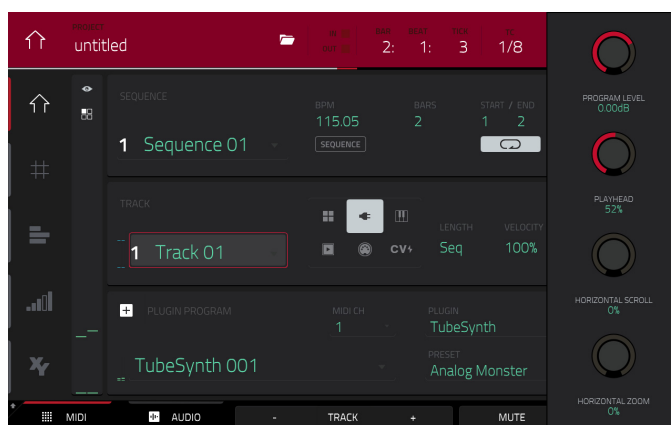 PROJECT
untitled
BAR BEAT TICK
2: 1: 3 1/8
SEQUENCE
1 Sequence 01
BPM BARS START / END
115.05 2 1 2
SEQUENCE
TRACK
1 Track 01
CV
LENGTH VELOCITY
Seq 100%
PLUGIN PROGRAM
TubeSynth 001
MIDI CH
1
PLUGIN
TubeSynth
PRESET
Analog Monster
MIDI AUDIO - TRACK + MUTE
PROGRAM LEVEL
0.00dB
PLAYHEAD
52%
HORIZONTAL SCROLL
0%
HORIZONTAL ZOOM
0%